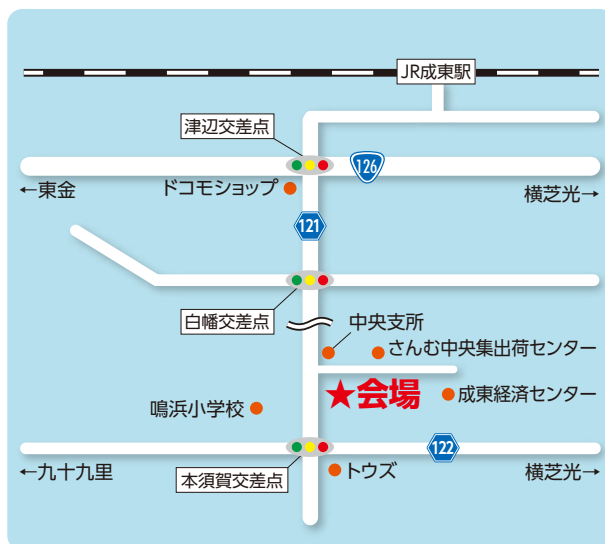 JR成東駅
津辺交差点
126
←東金
ドコモショップ
横芝光→
121
白幡交差点
中央支所
さんむ中央集出荷センター
★会場
鳴浜小学校
成東経済センター
122
←九十九里
本須賀交差点
トウズ
横芝光→